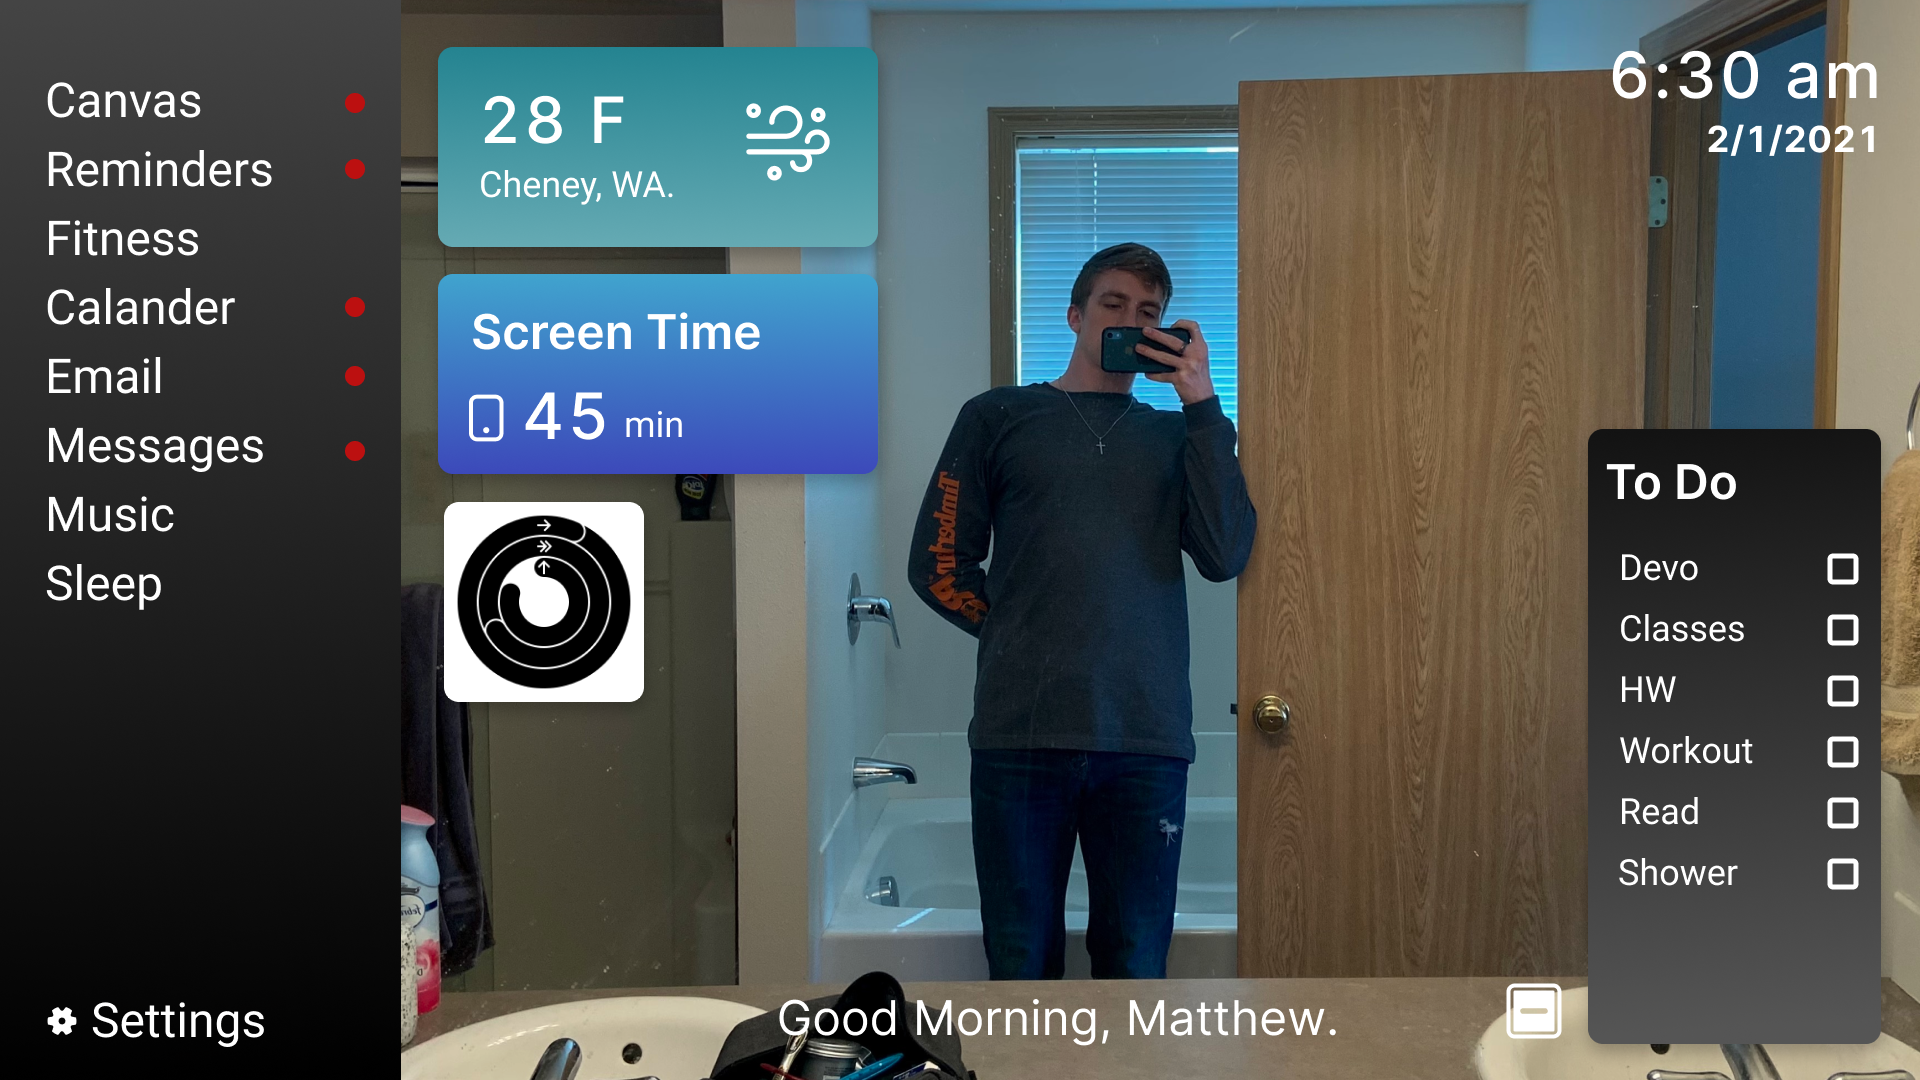 Canvas
Reminders
Fitness
Calander
Email
Messages
Music
Sleep
Settings
28 F
Cheney, WA.
Screen Time
45 min
6:30 am
2/1/2021
To Do
Devo
Classes
HW
Workout
Read
Shower
Good Morning, Matthew.
Timberland